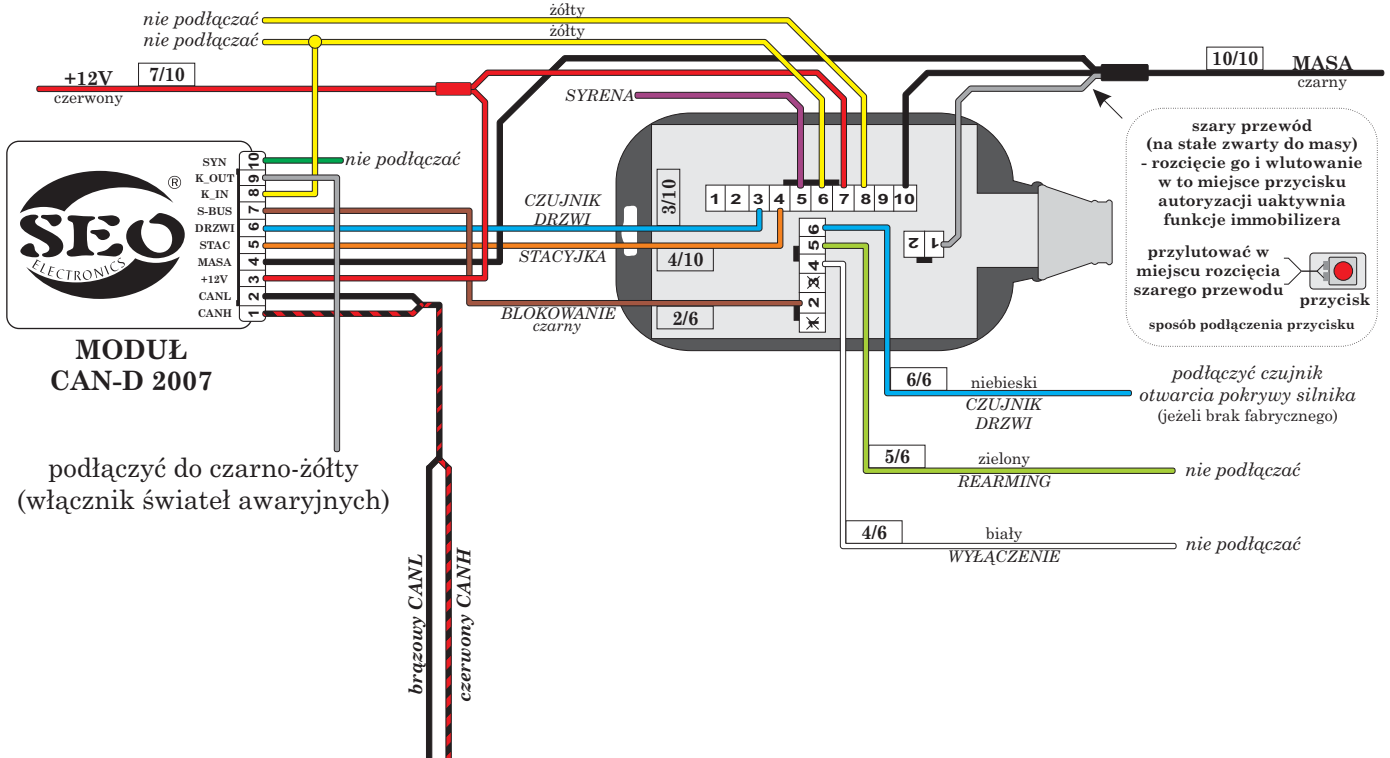 nie podłączać
żółty
nie podłączać
żółty
+12V
7/10
czerwony
10/10
MASA
czarny
SYRENA
szary przewód
(na stałe zwarty do masy)
- rozcięcie go i wlutowanie
w to miejsce przycisku
autoryzacji uaktywnia
funkcje immobilizera
przylutować w
miejscu rozcięcia
szarego przewodu
przycisk
sposób podłączenia przycisku
SEO
ELECTRONICS
®
SYN 10
K_OUT 9
K_IN 8
S-BUS 7
DRZWI 6
STAC 5
MASA 4
+12V 3
CANL 2
CANH 1
nie podłączać
MODUŁ
CAN-D 2007
CZUJNIK
DRZWI
3/10
STACYJKA
4/10
BLOKOWANIE
czarny
2/6
1 2 3 4 5 6 7 8 9 10
6
5
4
3
2
1
2 1
6/6
niebieski
CZUJNIK
DRZWI
podłączyć czujnik
otwarcia pokrywy silnika
(jeżeli brak fabrycznego)
5/6
zielony
REARMING
nie podłączać
4/6
biały
WYŁĄCZENIE
nie podłączać
podłączyć do czarno-żółty
(włącznik świateł awaryjnych)
brązowy CANL
czerwony CANH